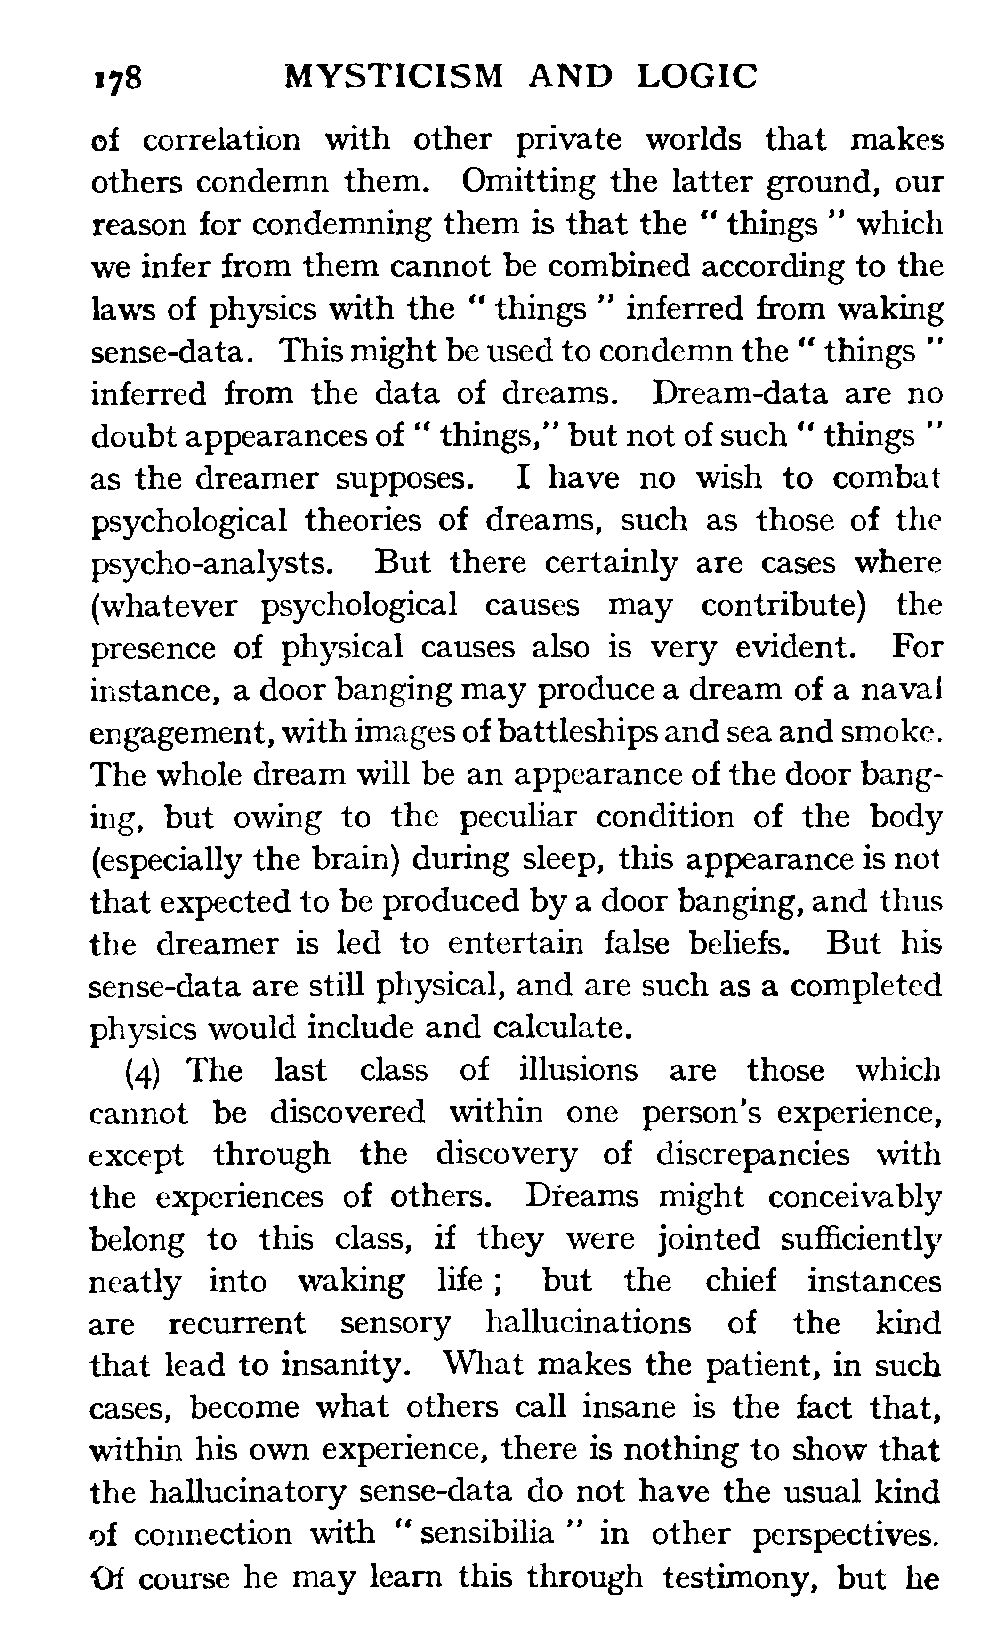 178 MYSTICISM AND LOGIC
of correlation with other private worlds that makes
others condemn them. Omitting the latter ground, our
reason for condemning them is that the " things " which
we infer from them cannot be combined according to the
laws of physics with the " things " inferred from waking
sense-data. This might be used to condemn the " things "
inferred from the data of dreams. Dream-data are no
doubt appearances of " things," but not of such " things "
as the dreamer supposes. I have no wish to combat
psychological theories of dreams, such as those of the
psycho-analysts. But there certainly are cases where
(whatever psychological causes may contribute) the
presence of physical causes also is very evident. For
instance, a door banging may produce a dream of a naval
engagement, with images of battleships and sea and smoke.
The whole dream will be an appearance of the door bang-
ing, but owing to the peculiar condition of the body
(especially the brain) during sleep, this appearance is not
that expected to be produced by a door banging, and thus
the dreamer is led to entertain false beliefs. But his
sense-data are still physical, and are such as a completed
physics would include and calculate.
(4) The last class of illusions are those which
cannot be discovered within one person's experience,
except through the discovery of discrepancies with
the experiences of others. Dreams might conceivably
belong to this class, if they were jointed sufficiently
neatly into waking life ; but the chief instances
are recurrent sensory hallucinations of the kind
that lead to insanity. What makes the patient, in such
cases, become what others call insane is the fact that,
within his own experience, there is nothing to show that
the hallucinatory sense-data do not have the usual kind
of connection with " sensibilia " in other perspectives.
Of course he may learn this through testimony, but he